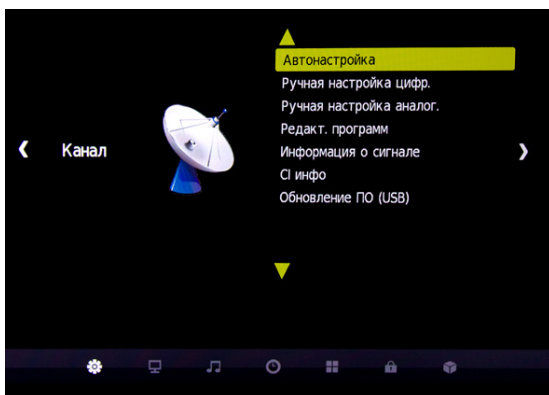 Автонастройка
Ручная настройка цифр.
Ручная настройка аналог.
Редакт. программ
Канал
Информация о сигнале
CI инфо
Обновление ПО (USB)